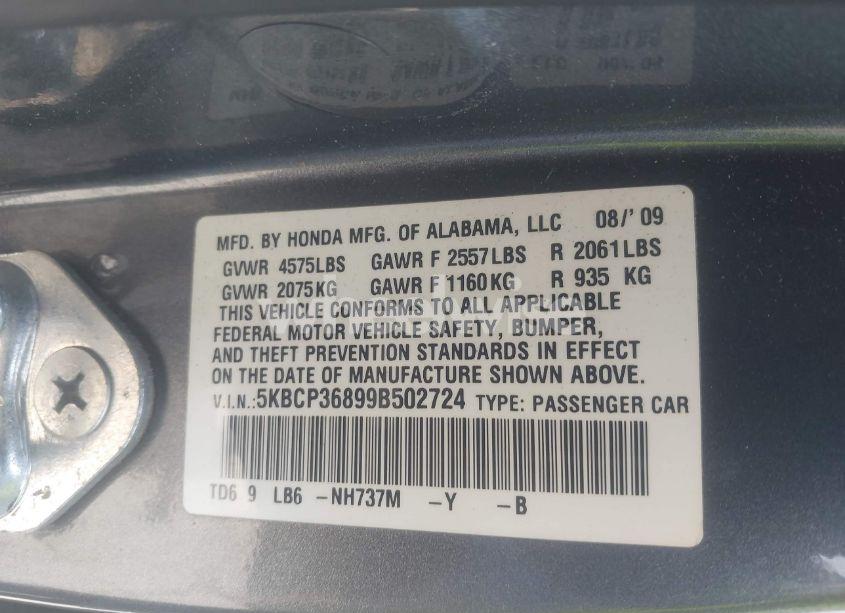 MFD. BY HONDA MFG. OF ALABAMA, LLC 08/'09
GVWR 4575LBS GAWR F 2557LBS R 2061LBS
GVWR 2075KG GAWR F 1160KG R 935 KG
THIS VEHICLE CONFORMS TO ALL APPLICABLE
FEDERAL MOTOR VEHICLE SAFETY, BUMPER,
AND THEFT PREVENTION STANDARDS IN EFFECT
ON THE DATE OF MANUFACTURE SHOWN ABOVE.
V.I.N.:5KBCP36899B502724 TYPE: PASSENGER CAR
TD6 9 LB6 -NH737M -Y -B